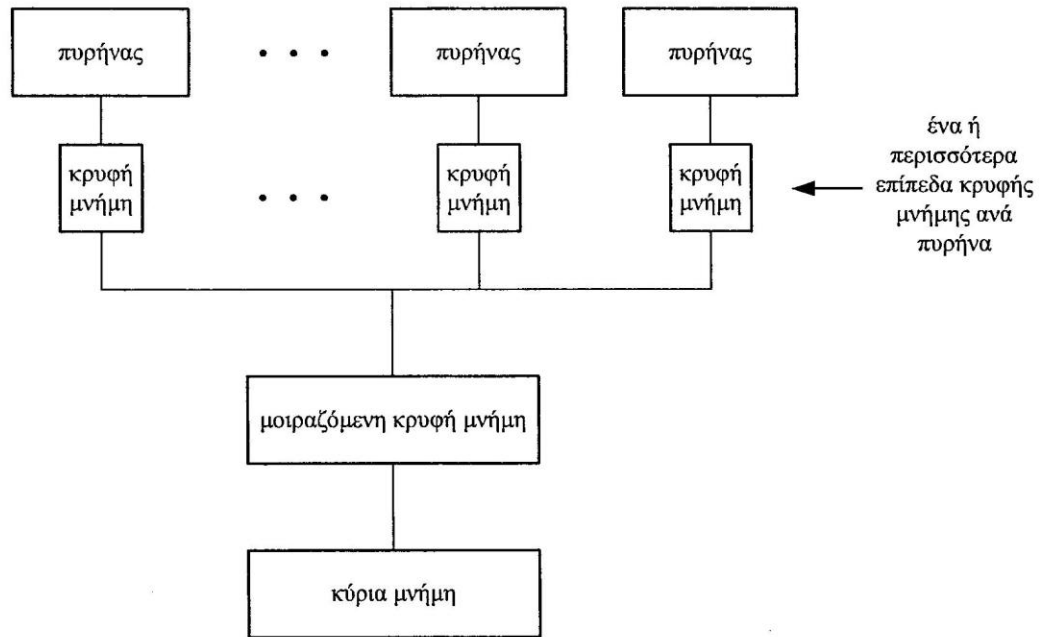 πυρήνας
• • •
πυρήνας
πυρήνας
κρυφή
μνήμη
• • •
κρυφή
μνήμη
κρυφή
μνήμη
ένα ή
περισσότερα
επίπεδα κρυφής
μνήμης ανά
πυρήνα
μοιραζόμενη κρυφή μνήμη
κύρια μνήμη